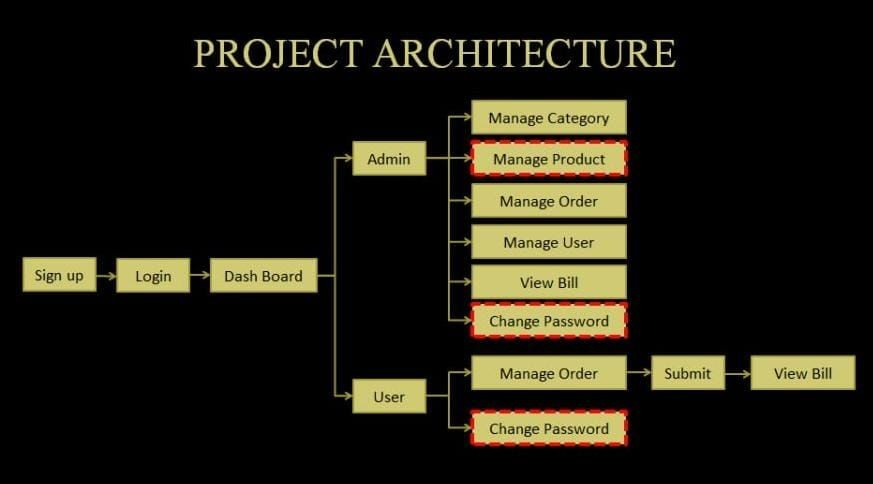 PROJECT ARCHITECTURE
Sign up
Login
Dash Board
Admin
Manage Category
Manage Product
Manage Order
Manage User
View Bill
Change Password
User
Manage Order
Submit
View Bill
Change Password